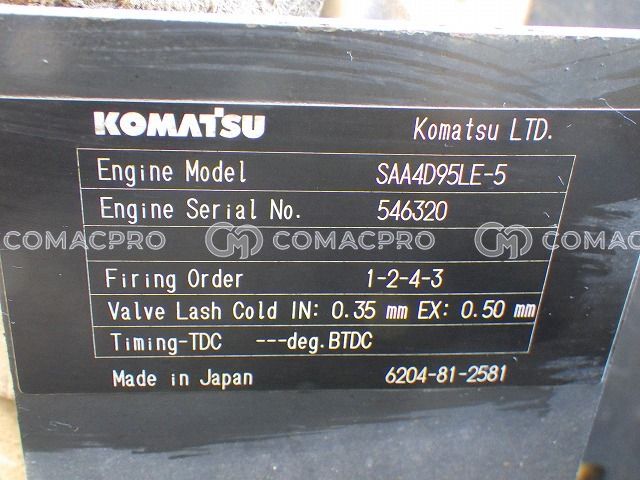 KOMATSU Komatsu LTD.
Engine Model SAA4D95LE-5
Engine Serial No. 546320
COMACPRO COMACPRO COMACPRO
Firing Order 1-2-4-3
Valve Lash Cold IN: 0.35 mm EX: 0.50 mm
Timing-TDC ---deg.BTDC
Made in Japan 6204-81-2581